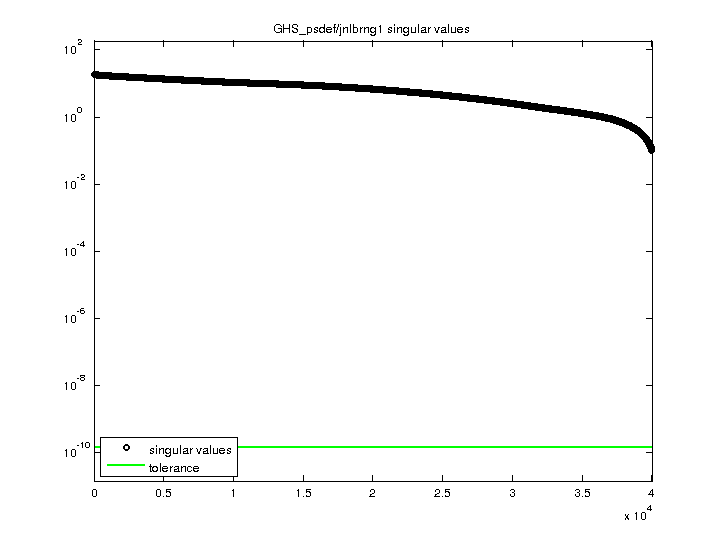 GHS_psdef/jnlbrng1 singular values
10^2
10^0
10^-2
10^-4
10^-6
10^-8
10^-10
singular values
tolerance
0 0.5 1 1.5 2 2.5 3 3.5 4
x 10^4